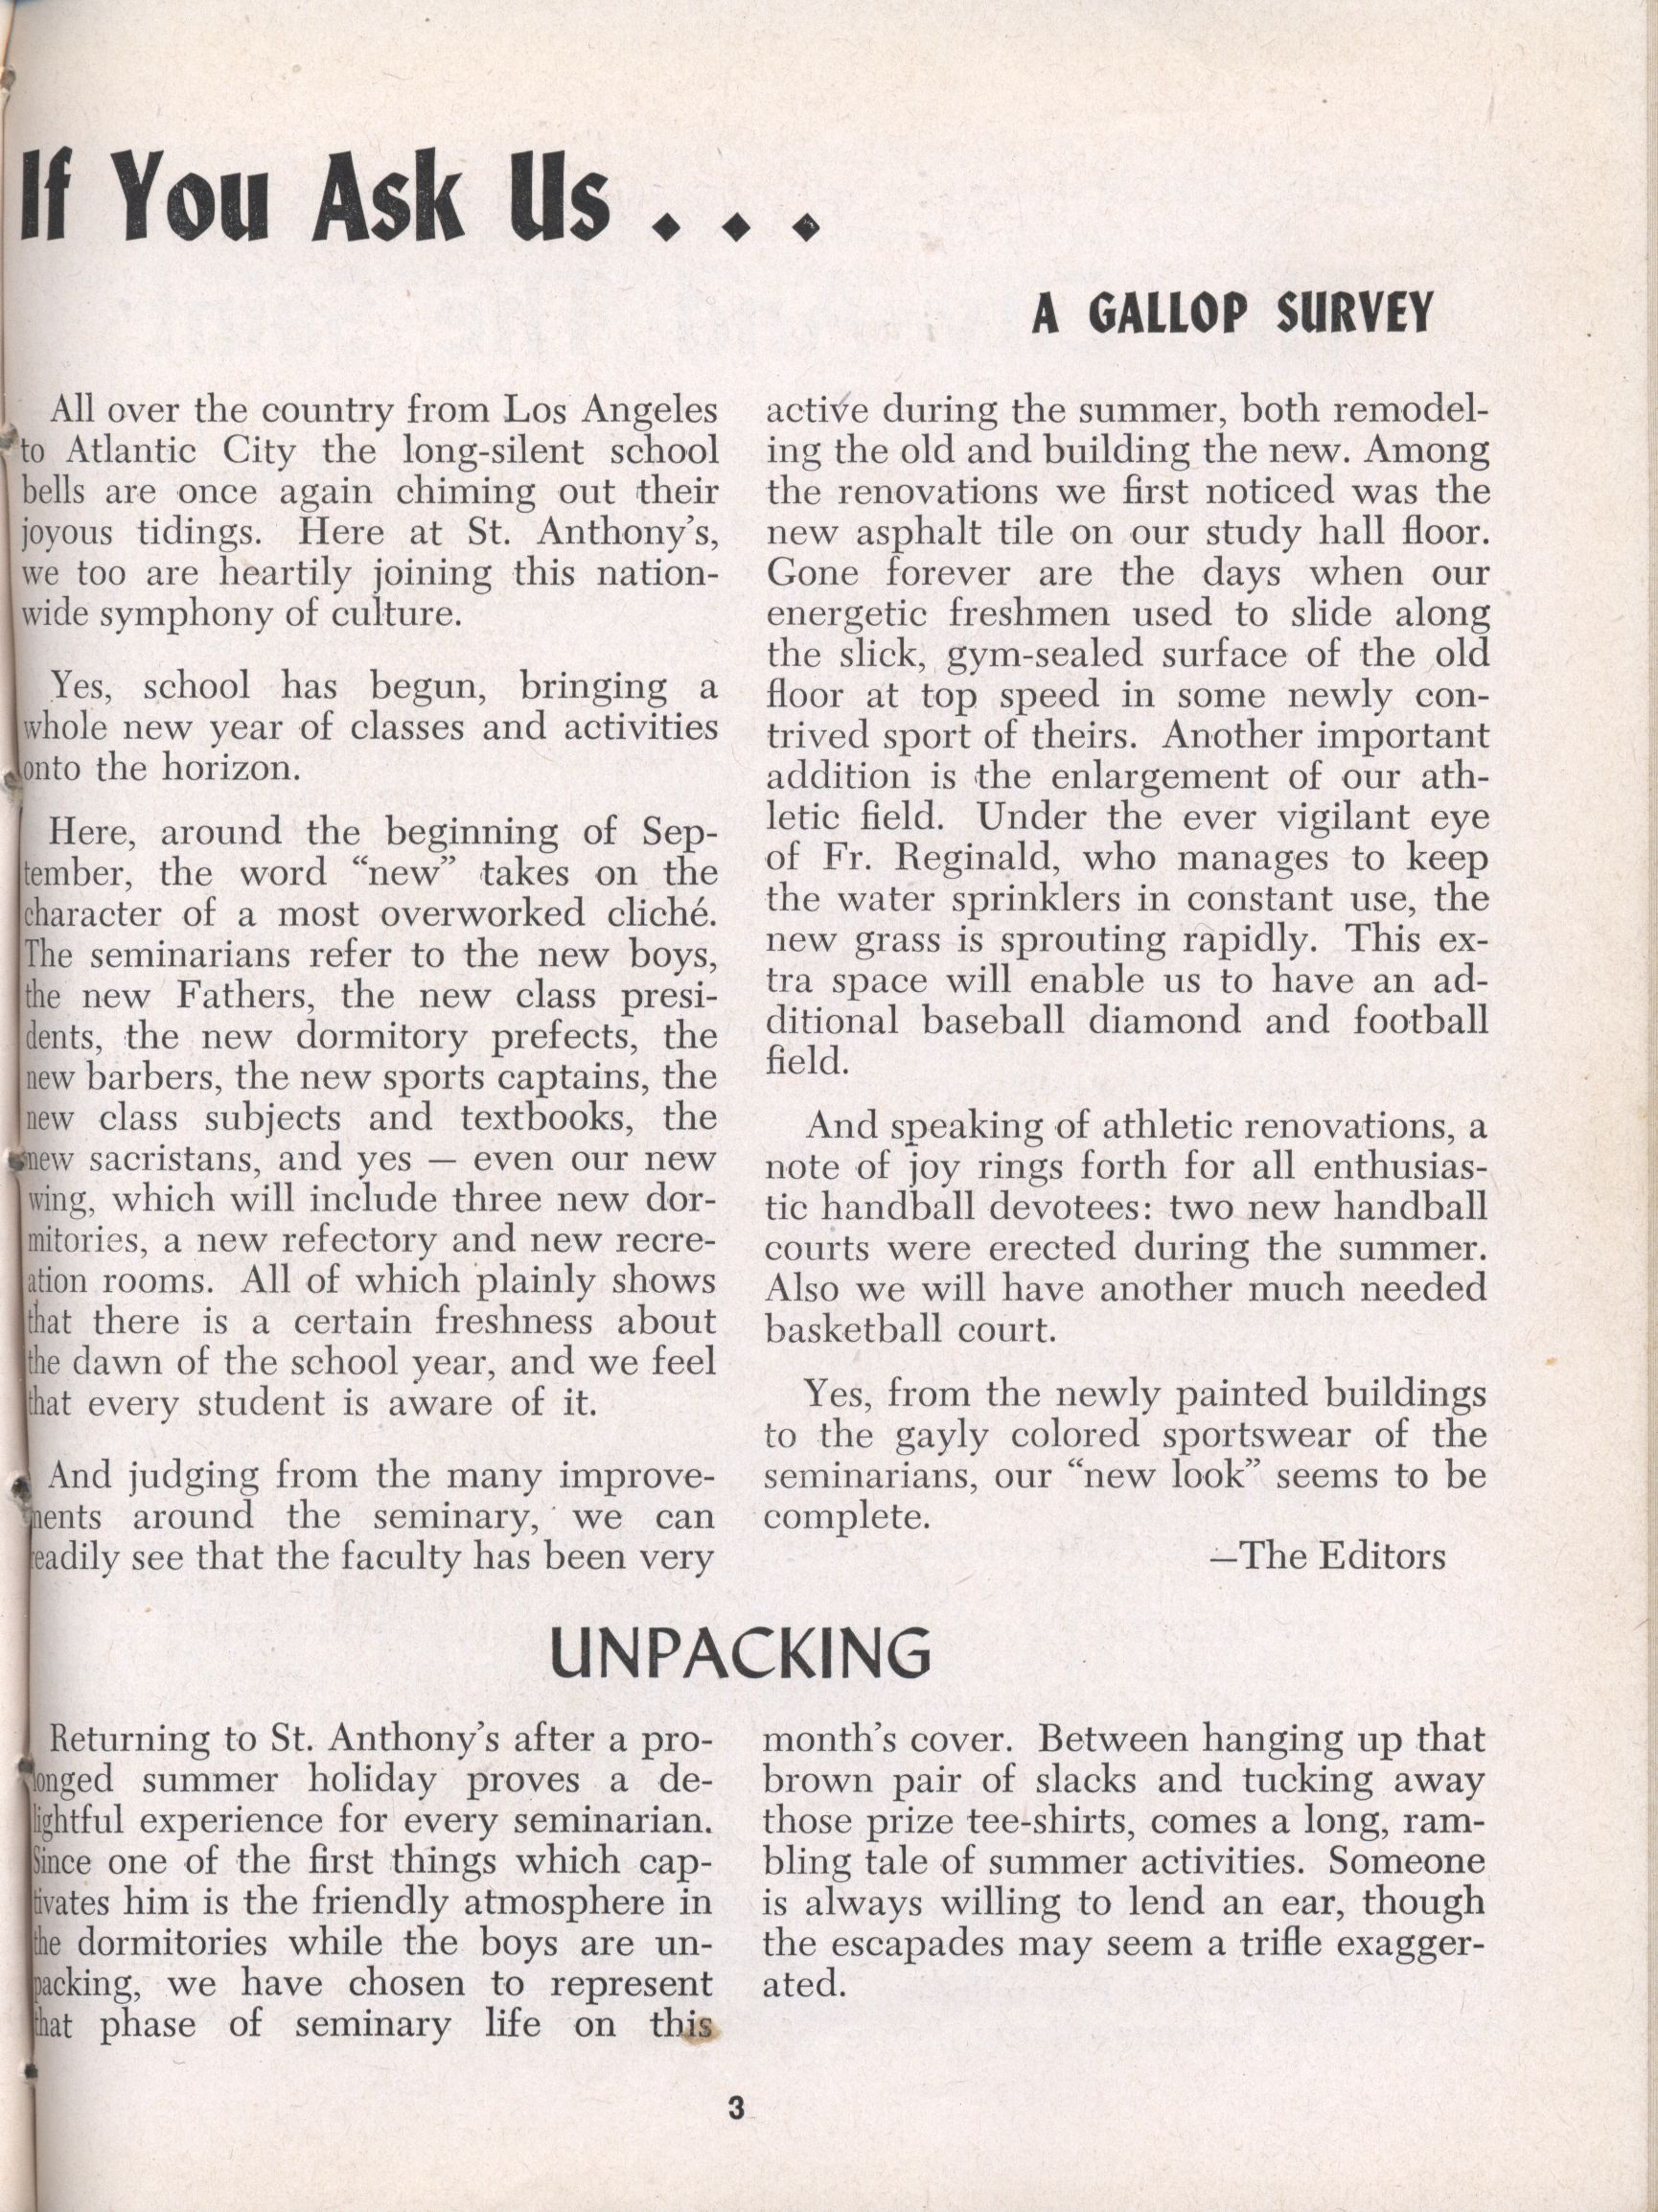 If You Ask Us . . .
A GALLOP SURVEY
All over the country from Los Angeles
to Atlantic City the long-silent school
bells are once again chiming out their
joyous tidings. Here at St. Anthony's,
we too are heartily joining this nation-
wide symphony of culture.
Yes, school has begun, bringing a
whole new year of classes and activities
onto the horizon.
Here, around the beginning of Sep-
tember, the word “new” takes on the
character of a most overworked cliché.
The seminarians refer to the new boys,
the new Fathers, the new class presi-
dents, the new dormitory prefects, the
new barbers, the new sports captains, the
new class subjects and textbooks, the
new sacristans, and yes — even our new
wing, which will include three new dor-
mitories, a new refectory and new recre-
ation rooms. All of which plainly shows
that there is a certain freshness about
the dawn of the school year, and we feel
that every student is aware of it.
And judging from the many improve-
ments around the seminary, we can
readily see that the faculty has been very
active during the summer, both remodel-
ing the old and building the new. Among
the renovations we first noticed was the
new asphalt tile on our study hall floor.
Gone forever are the days when our
energetic freshmen used to slide along
the slick, gym-sealed surface of the old
floor at top speed in some newly con-
trived sport of theirs. Another important
addition is the enlargement of our ath-
letic field. Under the ever vigilant eye
of Fr. Reginald, who manages to keep
the water sprinklers in constant use, the
new grass is sprouting rapidly. This ex-
tra space will enable us to have an ad-
ditional baseball diamond and football
field.
And speaking of athletic renovations, a
note of joy rings forth for all enthusias-
tic handball devotees: two new handball
courts were erected during the summer.
Also we will have another much needed
basketball court.
Yes, from the newly painted buildings
to the gayly colored sportswear of the
seminarians, our “new look” seems to be
complete.
—The Editors
UNPACKING
Returning to St. Anthony's after a pro-
longed summer holiday proves a de-
lightful experience for every seminarian.
Since one of the first things which cap-
tivates him is the friendly atmosphere in
the dormitories while the boys are un-
packing, we have chosen to represent
that phase of seminary life on this
month's cover. Between hanging up that
brown pair of slacks and tucking away
those prize tee-shirts, comes a long, ram-
bling tale of summer activities. Someone
is always willing to lend an ear, though
the escapades may seem a trifle exagger-
ated.
3